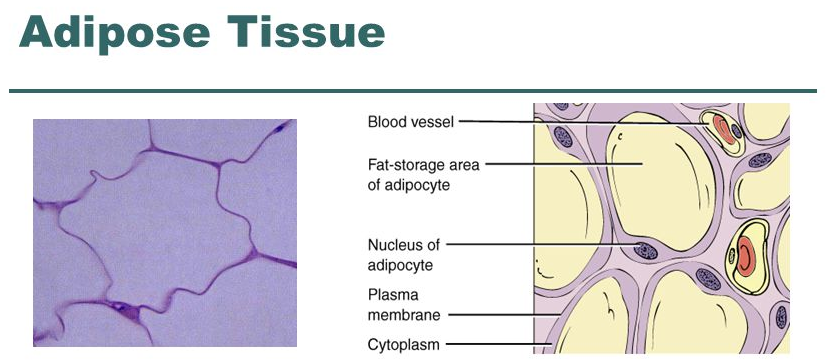 Adipose Tissue
Blood vessel
Fat-storage area
of adipocyte
Nucleus of
adipocyte
Plasma
membrane
Cytoplasm